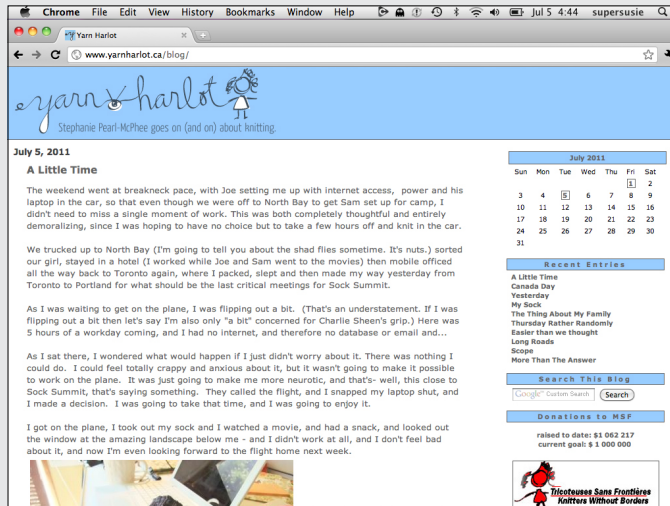 Chrome File Edit View History Bookmarks Window Help Jul 5 4:44 supersusie
Yarn Harlot
www.yarnharlot.ca/blog/
yarn harlot
Stephanie Pearl-McPhee goes on (and on) about knitting.
July 5, 2011
A Little Time
The weekend went at breakneck pace, with Joe setting me up with internet access, power and his
laptop in the car, so that even though we were off to North Bay to get Sam set up for camp, I
didn't need to miss a single moment of work. This was both completely thoughtful and entirely
demoralizing, since I was hoping to have no choice but to take a few hours off and knit in the car.
We trucked up to North Bay (I'm going to tell you about the shad flies sometime. It's nuts.) sorted
our girl, stayed in a hotel (I worked while Joe and Sam went to the movies) then mobile officed
all the way back to Toronto again, where I packed, slept and then made my way yesterday from
Toronto to Portland for what should be the last critical meetings for Sock Summit.
As I was waiting to get on the plane, I was flipping out a bit. (That's an understatement. If I was
flipping out a bit then let's say I'm also only "a bit" concerned for Charlie Sheen's grip.) Here was
5 hours of a workday coming, and I had no internet, and therefore no database or email and...
As I sat there, I wondered what would happen if I just didn't worry about it. There was nothing I
could do. I could feel totally crappy and anxious about it, but it wasn't going to make it possible
to work on the plane. It was just going to make me more neurotic, and that's- well, this close to
Sock Summit, that's saying something. They called the flight, and I snapped my laptop shut, and
I made a decision. I was going to take that time, and I was going to enjoy it.
I got on the plane, I took out my sock and I watched a movie, and had a snack, and looked out
the window at the amazing landscape below me - and I didn't work at all, and I don't feel bad
about it, and now I'm even looking forward to the flight home next week.
July 2011
Sun Mon Tue Wed Thu Fri Sat
1 2
3 4 5 6 7 8 9
10 11 12 13 14 15 16
17 18 19 20 21 22 23
24 25 26 27 28 29 30
31
Recent Entries
A Little Time
Canada Day
Yesterday
My Sock
The Thing About My Family
Thursday Rather Randomly
Easier than we thought
Long Roads
Scope
More Than The Answer
Search This Blog
Google™ Custom Search Search
Donations to MSF
raised to date: $1 062 217
current goal: $ 1 000 000
Tricoteuses Sans Frontières
Knitters Without Borders